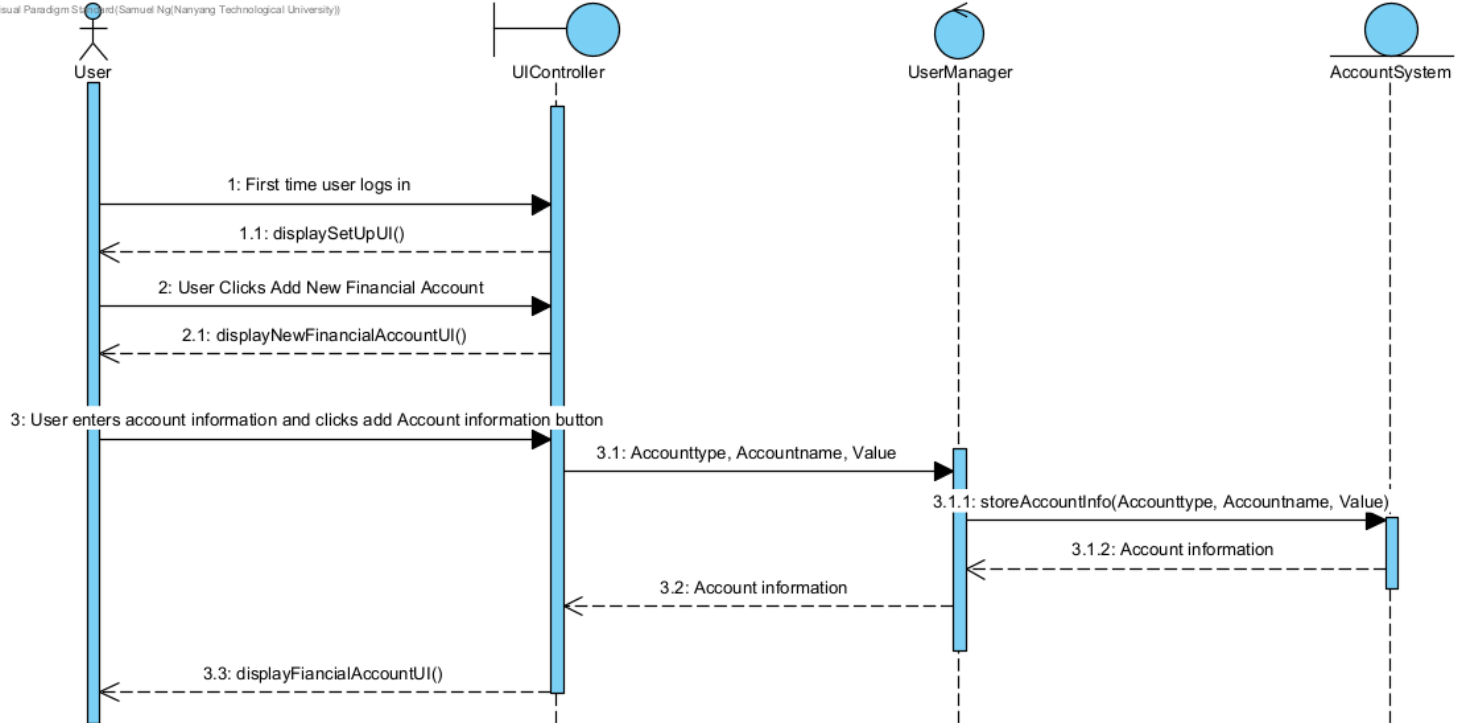 isual Paradigm Standard(Samuel Ng(Nanyang Technological University))
User
UIController
UserManager
AccountSystem
1: First time user logs in
1.1: displaySetUpUI()
2: User Clicks Add New Financial Account
2.1: displayNewFinancialAccountUI()
3: User enters account information and clicks add Account information button
3.1: Accounttype, Accountname, Value
3.1.1: storeAccountInfo(Accounttype, Accountname, Value)
3.1.2: Account information
3.2: Account information
3.3: displayFiancialAccountUI()